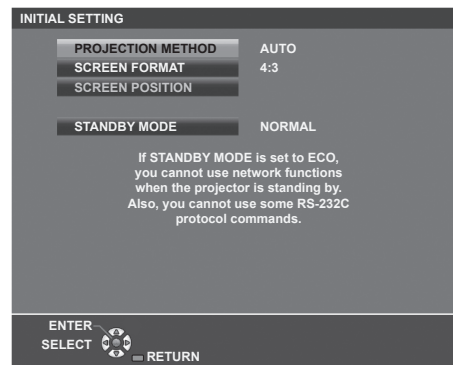 INITIAL SETTING
PROJECTION METHOD AUTO
SCREEN FORMAT 4:3
SCREEN POSITION
STANDBY MODE NORMAL
If STANDBY MODE is set to ECO,
you cannot use network functions
when the projector is standing by.
Also, you cannot use some RS-232C
protocol commands.
ENTER
SELECT
RETURN